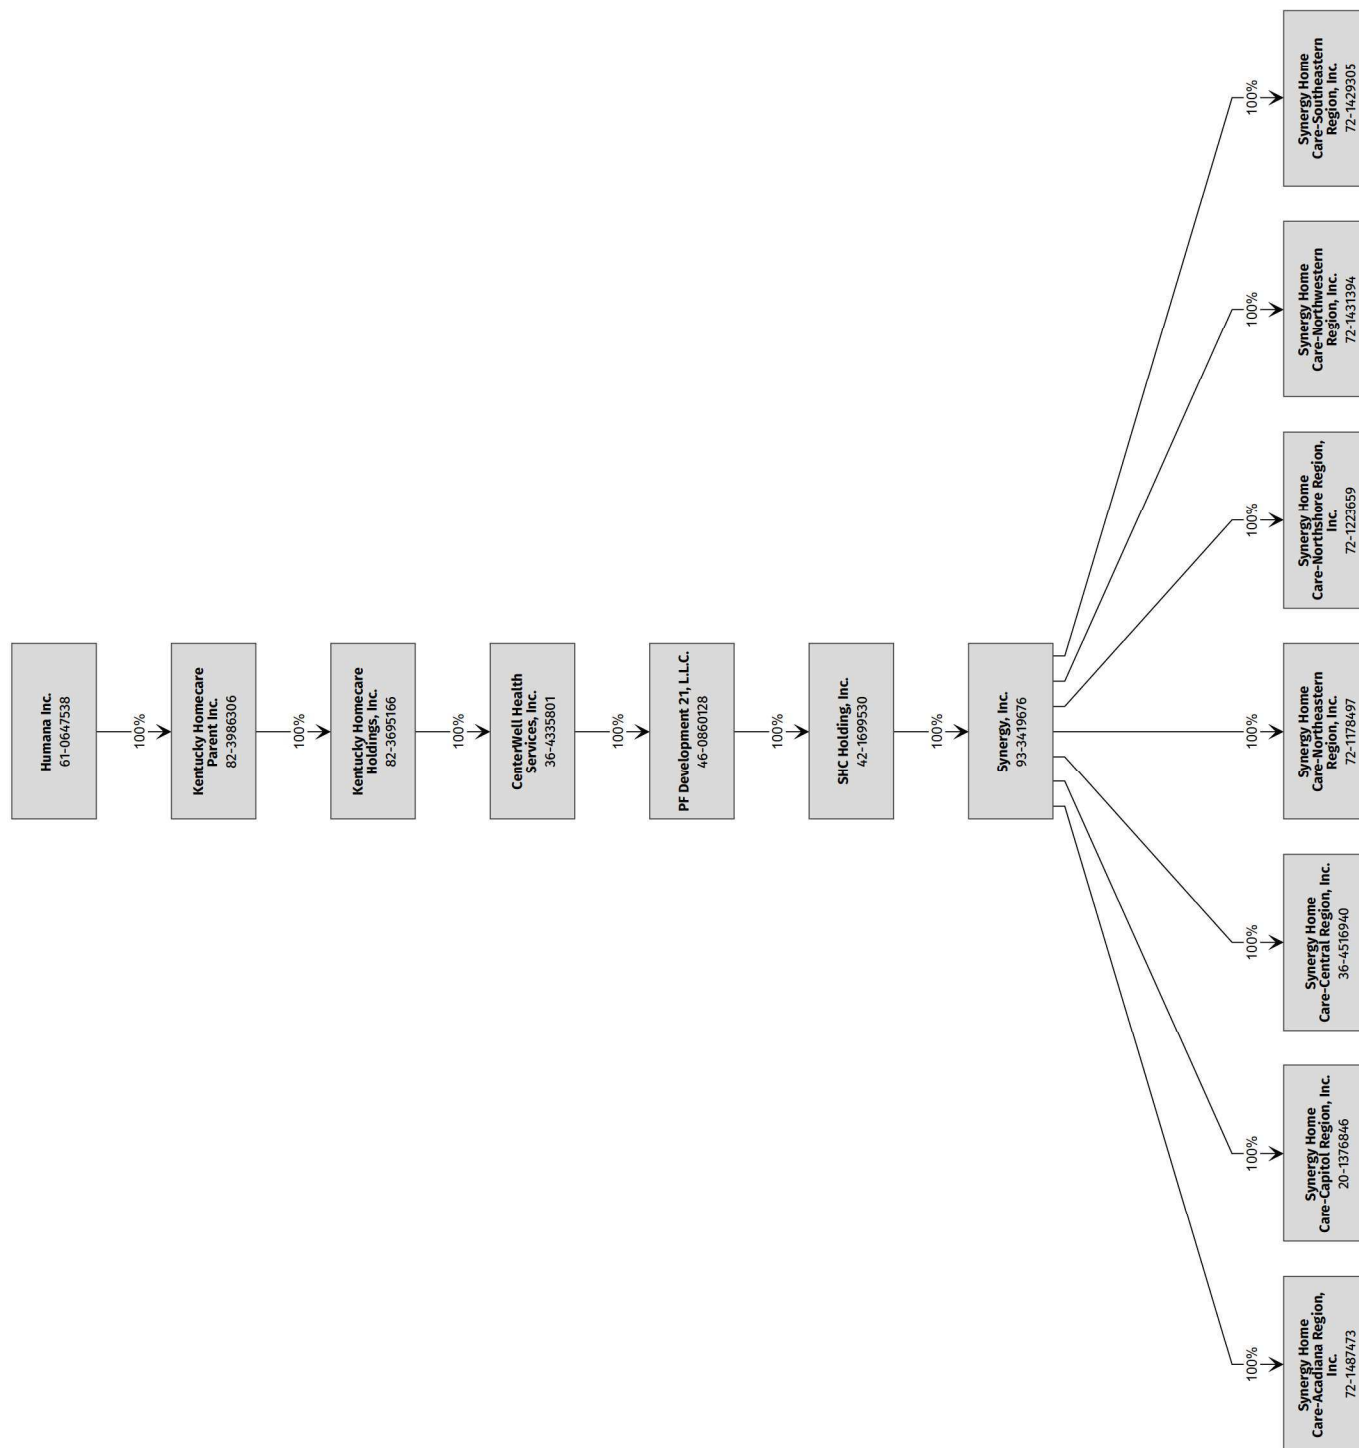 Humana Inc.
61-0647538
100%
Kentucky Homecare
Parent Inc.
82-3986306
100%
Kentucky Homecare
Holdings, Inc.
82-3695166
100%
CenterWell Health
Services, Inc.
36-4335801
100%
PF Development 21, L.L.C.
46-0860128
100%
SHC Holding, Inc.
42-1699530
100%
Synergy, Inc.
93-3419676
100%
Synergy Home
Care-Acadiana Region,
Inc.
72-1487473
100%
Synergy Home
Care-Capitol Region, Inc.
20-1376846
100%
Synergy Home
Care-Central Region, Inc.
36-4516940
100%
Synergy Home
Care-Northeastern
Region, Inc.
72-1178497
100%
Synergy Home
Care-Northshore Region,
Inc.
72-1223659
100%
Synergy Home
Care-Northwestern
Region, Inc.
72-1431394
100%
Synergy Home
Care-Southeastern
Region, Inc.
72-1429305